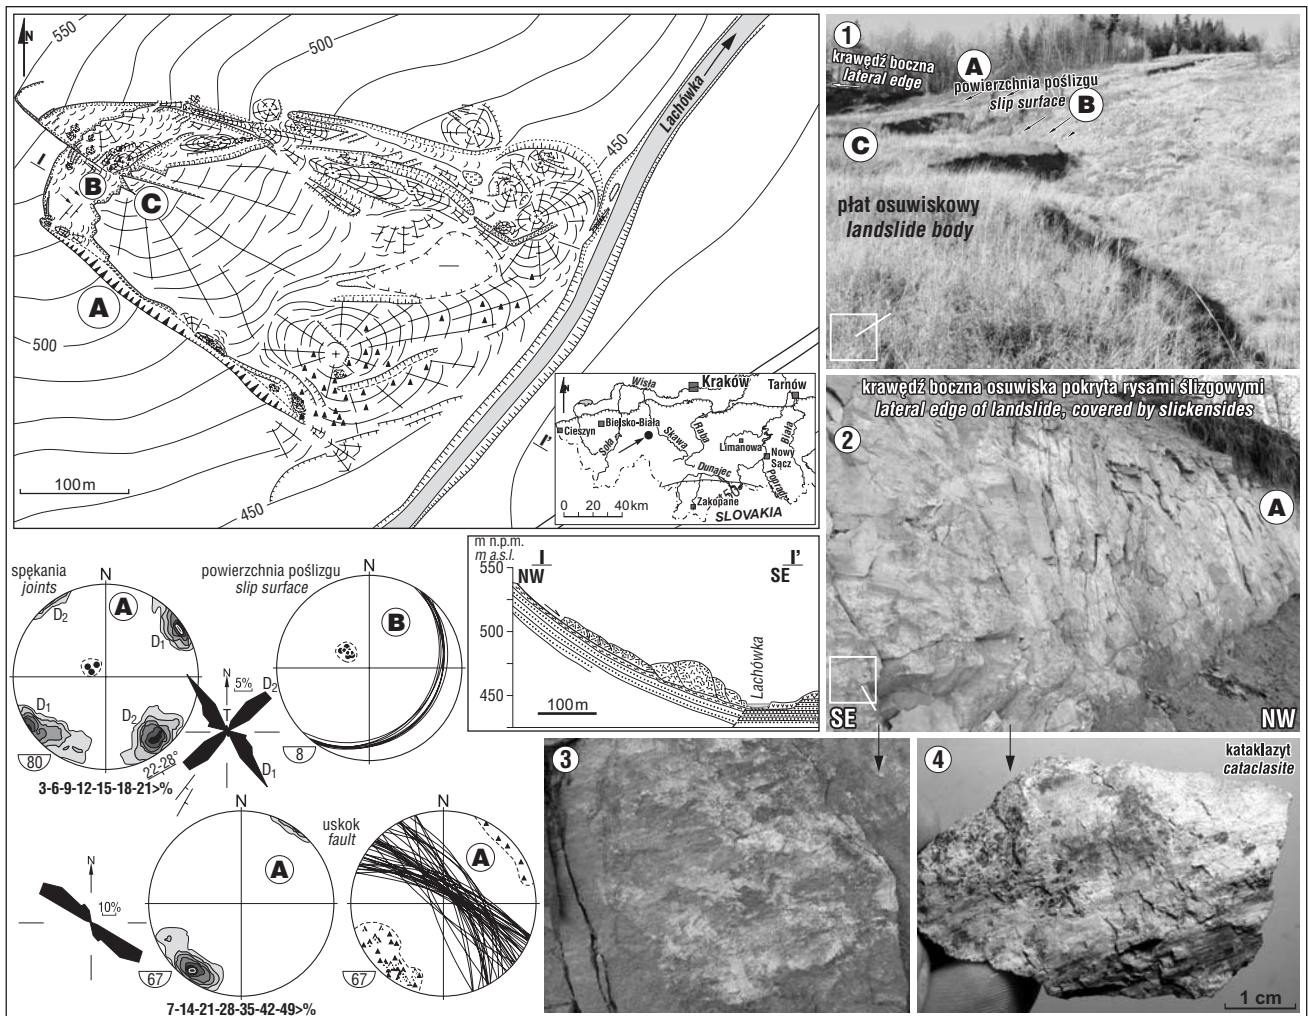 N
550
500
450
500
450
Lachówka
I
B
C
A
I'
100m
N
Wisła
Kraków
Tarnów
Cieszyn
Bielsko-Biała
Soła
Skawa
Raba
Limanowa
Biała
Nowy
Sącz
Dunajec
Poprad
Zakopane
SLOVAKIA
0 20 40km
1
krawędź boczna
lateral edge
A
powierzchnia poślizgu
slip surface
B
C
płat osuwiskowy
landslide body
krawędź boczna osuwiska pokryta rysami ślizgowymi
lateral edge of landslide, covered by slickensides
2
A
SE
NW
spękania
joints
N
A
D2
D1
D1
D2
80
22-28°
3-6-9-12-15-18-21>%
N
5%
D2
T
D1
powierzchnia poślizgu
slip surface
N
B
8
m n.p.m.
m a.s.l.
I
NW
I'
SE
550
500
450
Lachówka
100m
N
10%
N
A
67
7-14-21-28-35-42-49>%
uskok
fault
N
A
67
3
4
kataklazyt
cataclasite
1 cm